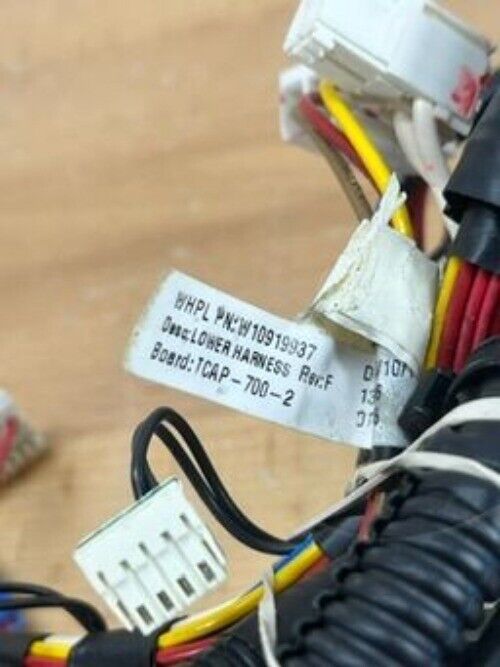 WHPL PN:W10919937
Desc:LOWER HARNESS Rev:F
Board:TCAP-700-2